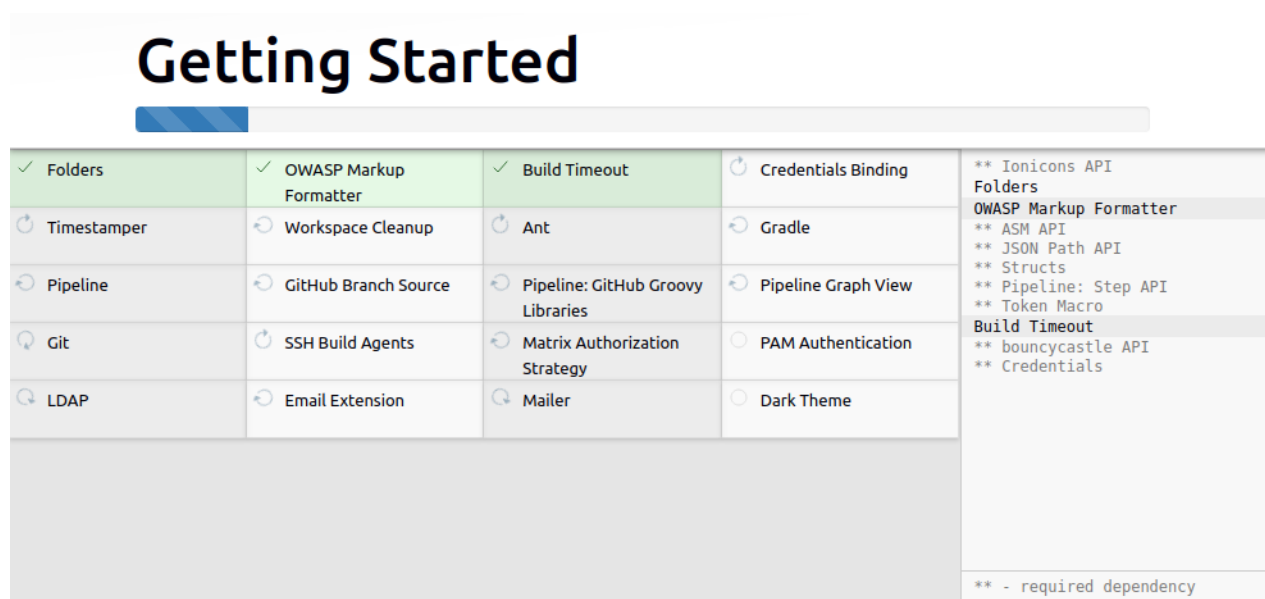 Getting Started
Folders
OWASP Markup
Formatter
Build Timeout
Credentials Binding
Timestamper
Workspace Cleanup
Ant
Gradle
Pipeline
GitHub Branch Source
Pipeline: GitHub Groovy
Libraries
Pipeline Graph View
Git
SSH Build Agents
Matrix Authorization
Strategy
PAM Authentication
LDAP
Email Extension
Mailer
Dark Theme
** Ionicons API
Folders
OWASP Markup Formatter
** ASM API
** JSON Path API
** Structs
** Pipeline: Step API
** Token Macro
Build Timeout
** bouncycastle API
** Credentials
** - required dependency